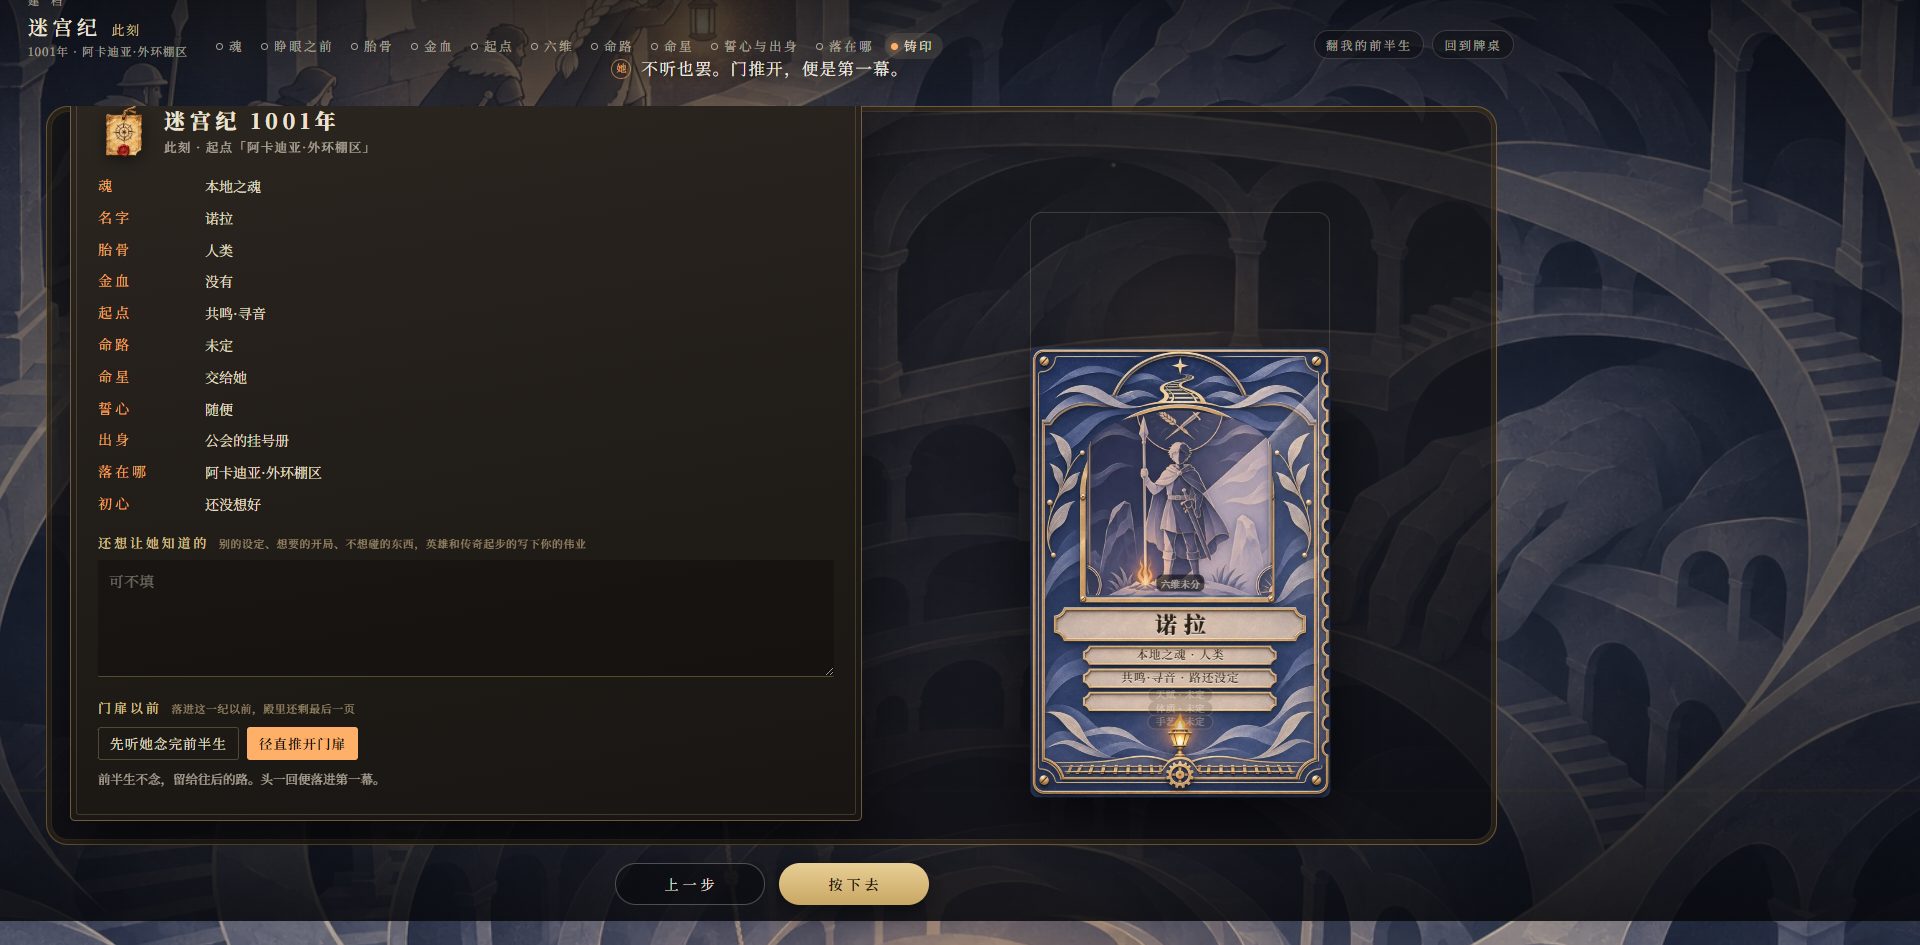 建 档
迷宫纪 此刻
1001年 · 阿卡迪亚·外环棚区
魂 睁眼之前 胎骨 金血 起点 六维 命路 命星 誓心与出身 落在哪 铸印
翻我的前半生 回到牌桌
她 不听也罢。门推开，便是第一幕。
迷宫纪 1001年
此刻 · 起点「阿卡迪亚·外环棚区」
魂 本地之魂
名字 诺拉
胎骨 人类
金血 没有
起点 共鸣·寻音
命路 未定
命星 交给她
誓心 随便
出身 公会的挂号册
落在哪 阿卡迪亚·外环棚区
初心 还没想好
还想让她知道的 别的设定、想要的开局、不想碰的东西，英雄和传奇起步的写下你的伟业
可不填
门扉以前 落进这一纪以前，殿里还剩最后一页
先听她念完前半生 径直推开门扉
前半生不念，留给往后的路。头一回便落进第一幕。
六维未分
诺拉
本地之魂 · 人类
共鸣·寻音 · 路还没定
体质 · 未定
手艺 · 未定
上一步 按下去